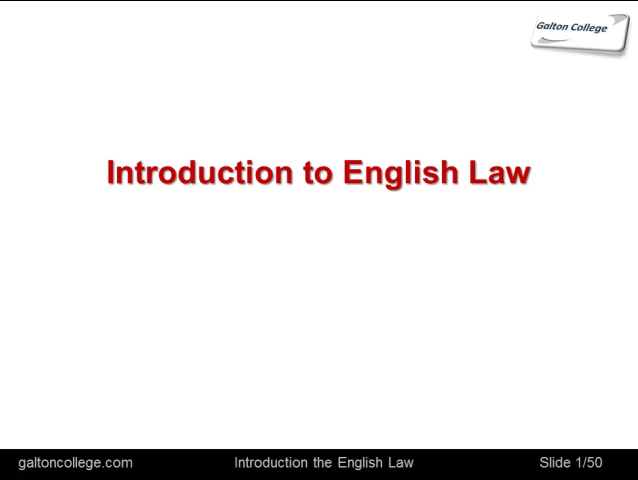 Galton College
Introduction to English Law
galtoncollege.com Introduction the English Law Slide 1/50